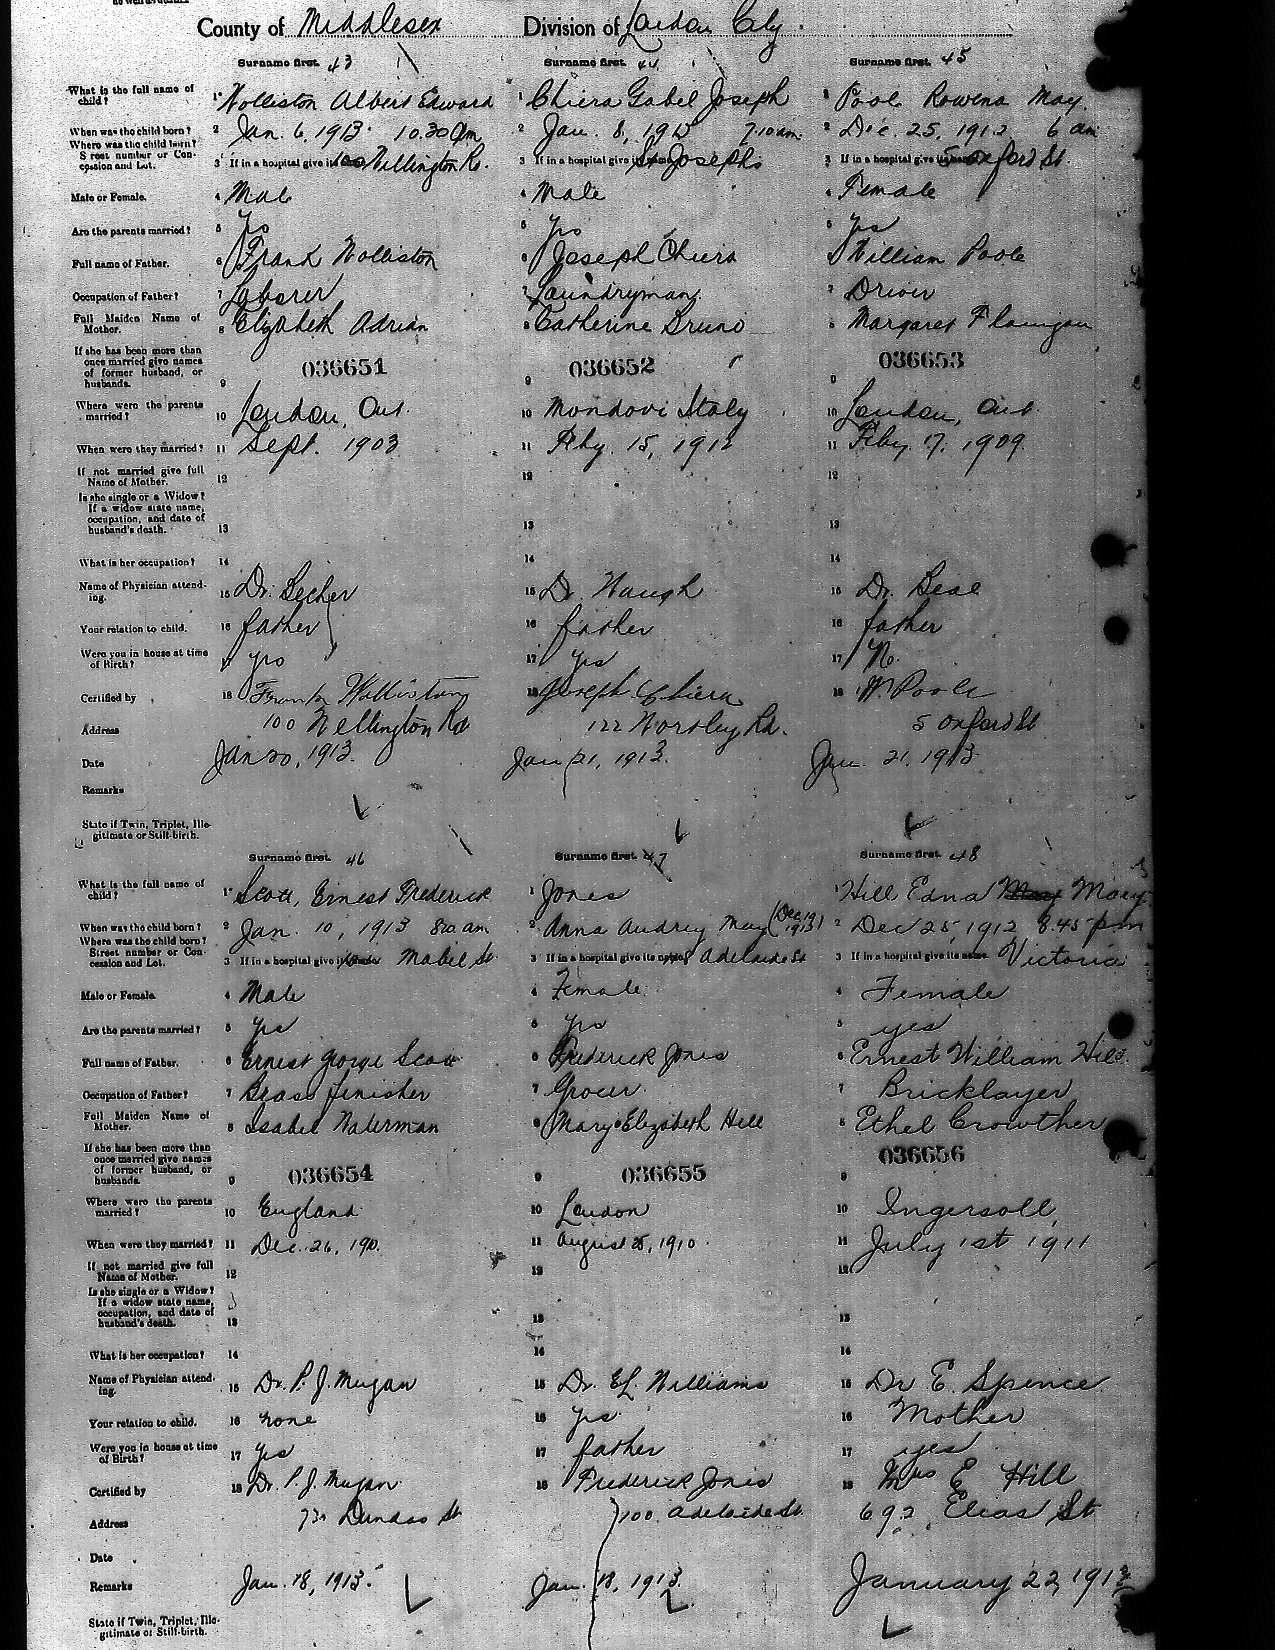 County of Middlesex Division of London City
Surname first. 43 Surname first. 44 Surname first. 45
What is the full name of child? 1 Holliston Albert Edward 1 Chiera Gabel Joseph 1 Poole Rowena May
When was the child born? 2 Jan. 6, 1913 10.30 2 Jan. 8, 1913 7.10 am 2 Dec. 25, 1912 6 am
Where was the child born?
Street number or Concession and Lot. 3 If in a hospital give its name 100 Wellington Rd. 3 If in a hospital give its name St Josephs 3 If in a hospital give its name 5 Oxford St.
Male or Female. 4 Male 4 Male 4 Female
Are the parents married? 5 Yes 5 Yes 5 Yes
Full name of Father. 6 Frank Holliston 6 Joseph Chiera 6 William Poole
Occupation of Father? 7 Laborer 7 Laundryman 7 Driver
Full Maiden Name of Mother. 8 Elizabeth Adrian 8 Catherine Bruno 8 Margaret Flanigan
If she has been more than once married give names of former husband, or husbands. 9 036651 9 036652 9 036653
Where were the parents married? 10 London, Ont. 10 Mondovi Italy 10 London, Ont.
When were they married? 11 Sept. 1903 11 Feby. 15, 1912 11 Feby. 17, 1909
If not married give full Name of Mother. 12 12 12
Is she single or a Widow?
If a widow state name, occupation, and date of husband's death. 13 13 13
What is her occupation? 14 14 14
Name of Physician attending. 15 Dr. Becher 15 Dr. Waugh 15 Dr. Beal
Your relation to child. 16 father 16 father 16 father
Were you in house at time of Birth? 17 yes 17 yes 17 No.
Certified by 18 Frank Holliston 18 Joseph Chiera 18 W. Poole
Address 100 Wellington Rd 122 Wortley Rd. 5 Oxford St
Date Jan 20, 1913. Jan 21, 1913. Jan. 21, 1913
Remarks
State if Twin, Triplet, Illegitimate or Still-birth.
Surname first. 46 Surname first. 47 Surname first. 48
What is the full name of child? 1 Scott, Ernest Frederick 1 Jones 1 Hill Edna May Mary
When was the child born? 2 Jan. 10, 1913 8 am 2 Anna Audrey May (Dec 19 1913) 2 Dec 25, 1912 8.45 pm
Where was the child born?
Street number or Concession and Lot. 3 If in a hospital give its name Mabel St 3 If in a hospital give its name Adelaide St 3 If in a hospital give its name Victoria
Male or Female. 4 Male 4 Female 4 Female
Are the parents married? 5 Yes 5 Yes 5 yes
Full name of Father. 6 Ernest George Scott 6 Frederick Jones 6 Ernest William Hill
Occupation of Father? 7 Brass finisher 7 Grocer 7 Bricklayer
Full Maiden Name of Mother. 8 Isabel Waterman 8 Mary Elizabeth Hill 8 Ethel Crowther
If she has been more than once married give names of former husband, or husbands. 9 036654 9 036655 9 036656
Where were the parents married? 10 England 10 London 10 Ingersoll,
When were they married? 11 Dec. 26, 1910. 11 August 25, 1910. 11 July 1st 1911
If not married give full Name of Mother. 12 12 12
Is she single or a Widow?
If a widow state name, occupation, and date of husband's death. 13 13 13
What is her occupation? 14 14 14
Name of Physician attending. 15 Dr. P. J. Mugan 15 Dr. E L. Williams 15 Dr E. Spence
Your relation to child. 16 none 16 yes 16 Mother
Were you in house at time of Birth? 17 yes 17 father 17 yes
Certified by 18 Dr. P. J. Mugan 18 Frederick Jones 18 Mrs E Hill
Address Dundas St 700 Adelaide St. 692 Elias St
Date
Remarks Jan. 18, 1913. Jan. 18, 1913. January 22, 1913
State if Twin, Triplet, Illegitimate or Still-birth.